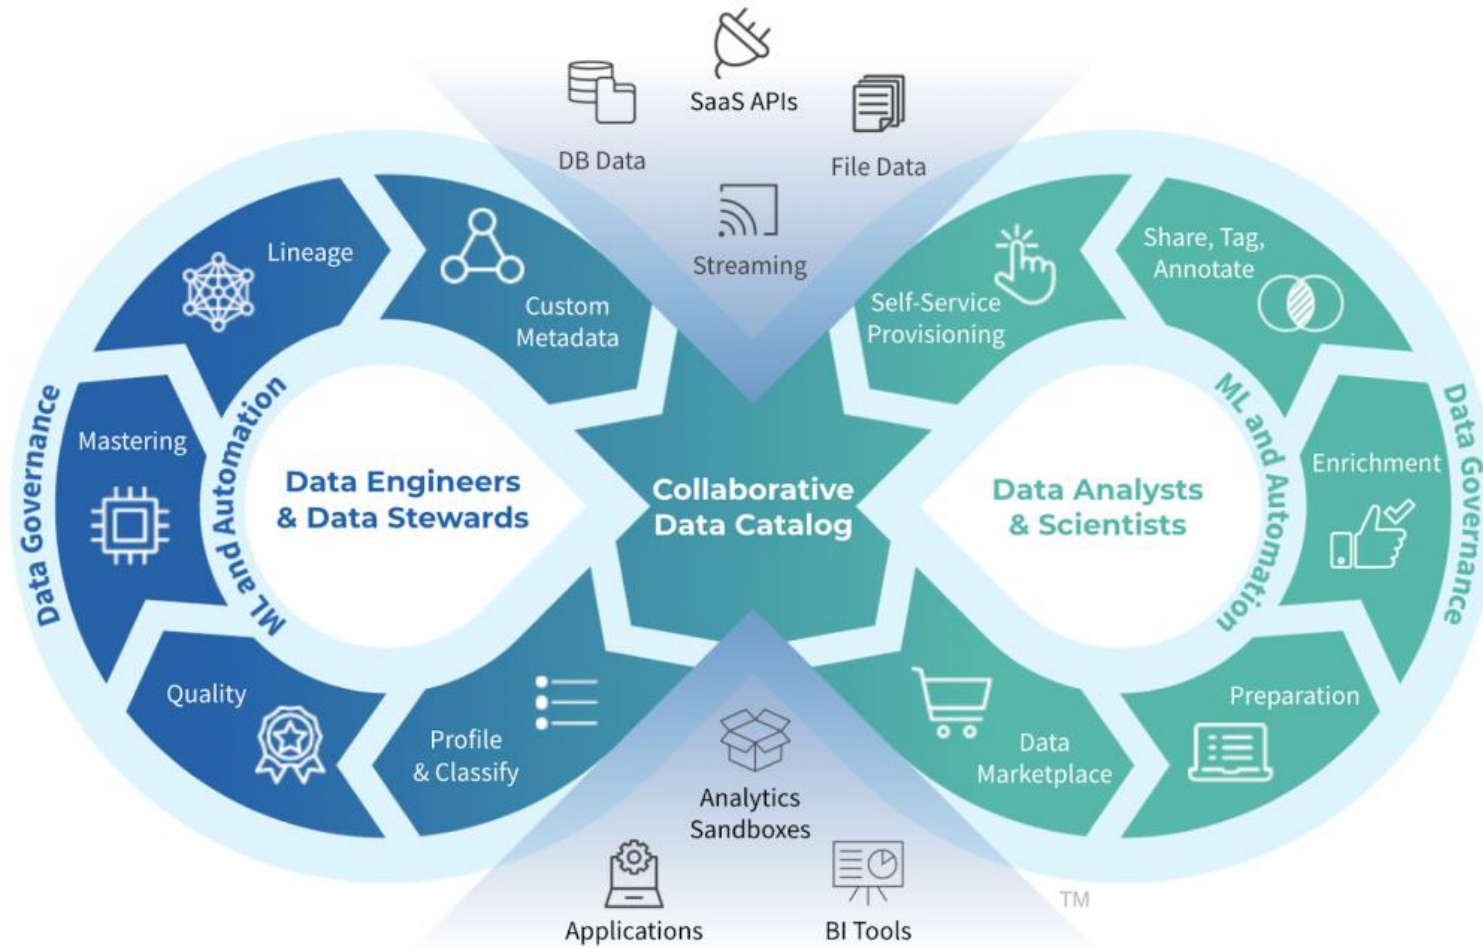 SaaS APIs
DB Data
File Data
Streaming
Lineage
Custom
Metadata
Mastering
Quality
Profile
& Classify
Data Governance
ML and Automation
Data Engineers
& Data Stewards
Collaborative
Data Catalog
Self-Service
Provisioning
Share, Tag,
Annotate
Enrichment
Preparation
Data
Marketplace
Data Analysts
& Scientists
ML and Automation
Data Governance
Analytics
Sandboxes
Applications
BI Tools
TM